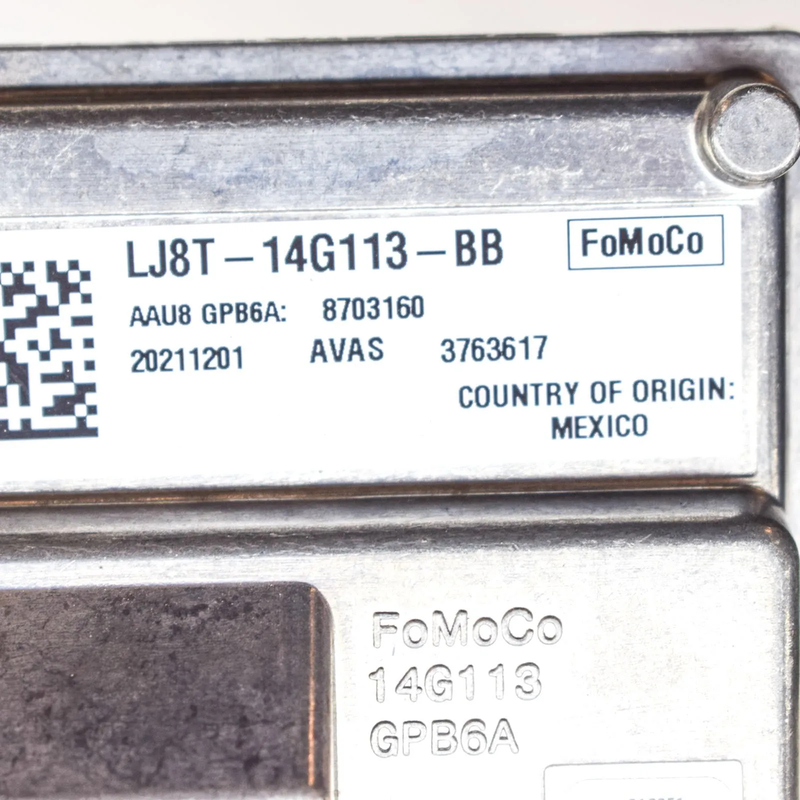 LJ8T-14G113-BB FoMoCo
AAU8 GPB6A: 8703160
20211201 AVAS 3763617
COUNTRY OF ORIGIN:
MEXICO
FoMoCo
14G113
GPB6A